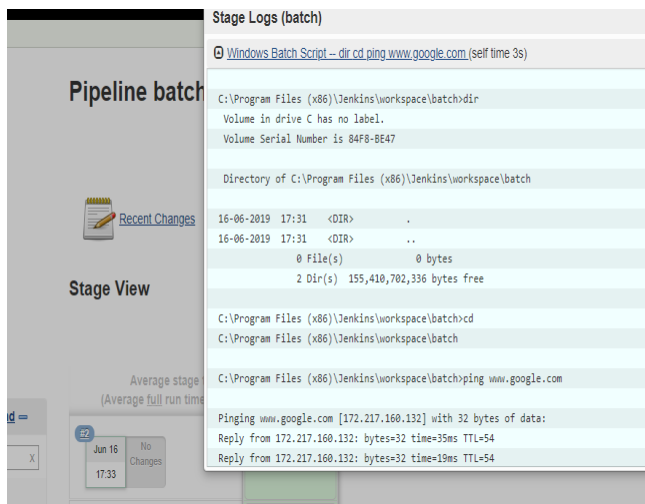 Stage Logs (batch)
Windows Batch Script -- dir cd ping www.google.com (self time 3s)
C:\Program Files (x86)\Jenkins\workspace\batch>dir
Volume in drive C has no label.
Volume Serial Number is 84F8-BE47
Directory of C:\Program Files (x86)\Jenkins\workspace\batch
16-06-2019 17:31 <DIR> .
16-06-2019 17:31 <DIR> ..
0 File(s) 0 bytes
2 Dir(s) 155,410,702,336 bytes free
C:\Program Files (x86)\Jenkins\workspace\batch>cd
C:\Program Files (x86)\Jenkins\workspace\batch
C:\Program Files (x86)\Jenkins\workspace\batch>ping www.google.com
Pinging www.google.com [172.217.160.132] with 32 bytes of data:
Reply from 172.217.160.132: bytes=32 time=35ms TTL=54
Reply from 172.217.160.132: bytes=32 time=19ms TTL=54
Pipeline batch
Recent Changes
Stage View
Average stage
(Average full run time
#2
Jun 16
17:33
No
Changes
X